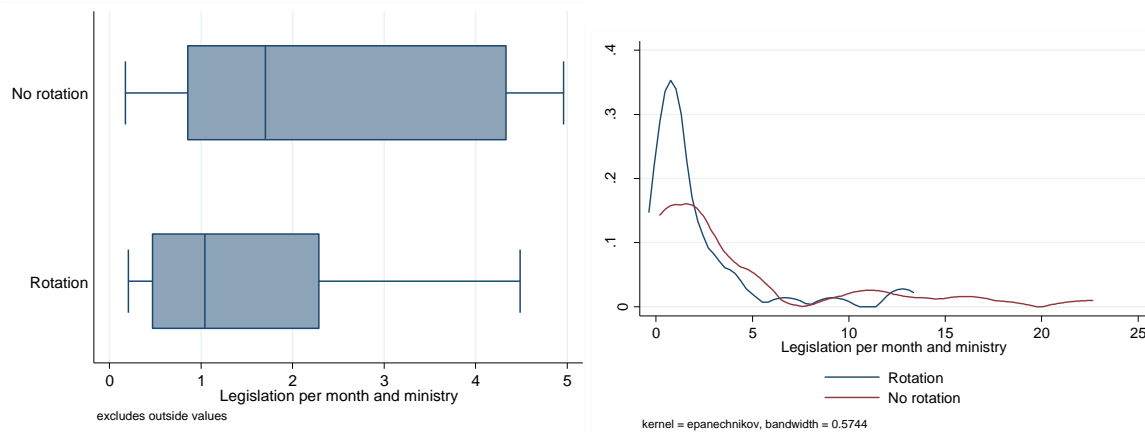 No rotation
Rotation
0 1 2 3 4 5
Legislation per month and ministry
excludes outside values
.4
.3
.2
.1
0
0 5 10 15 20 25
Legislation per month and ministry
Rotation
No rotation
kernel = epanechnikov, bandwidth = 0.5744